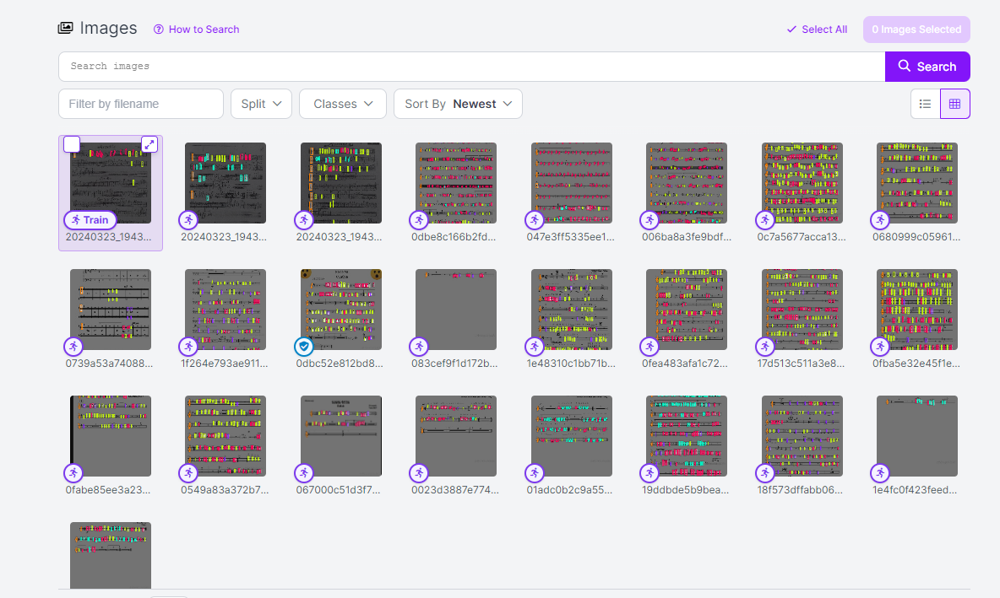 Images
How to Search
Select All
0 Images Selected
Search images
Search
Filter by filename
Split
Classes
Sort By Newest
Train
20240323_1943...
20240323_1943...
20240323_1943...
0dbe8c166b2fd...
047e3ff5335ee1...
006ba8a3fe9bdf...
0c7a5677acca13...
0680999c05961...
0739a53a74088...
1f264e793ae911...
0dbc52e812bd8...
083cef9f1d172b...
1e48310c1bb71b...
0fea483afa1c72...
17d513c511a3e8...
0fba5e32e45f1e...
0fabe85ee3a23...
0549a83a372b7...
067000c51d3f7...
0023d3887e774...
01adc0b2c9a55...
19ddbde5b9bea...
18f573dffabb06...
1e4fc0f423feed...